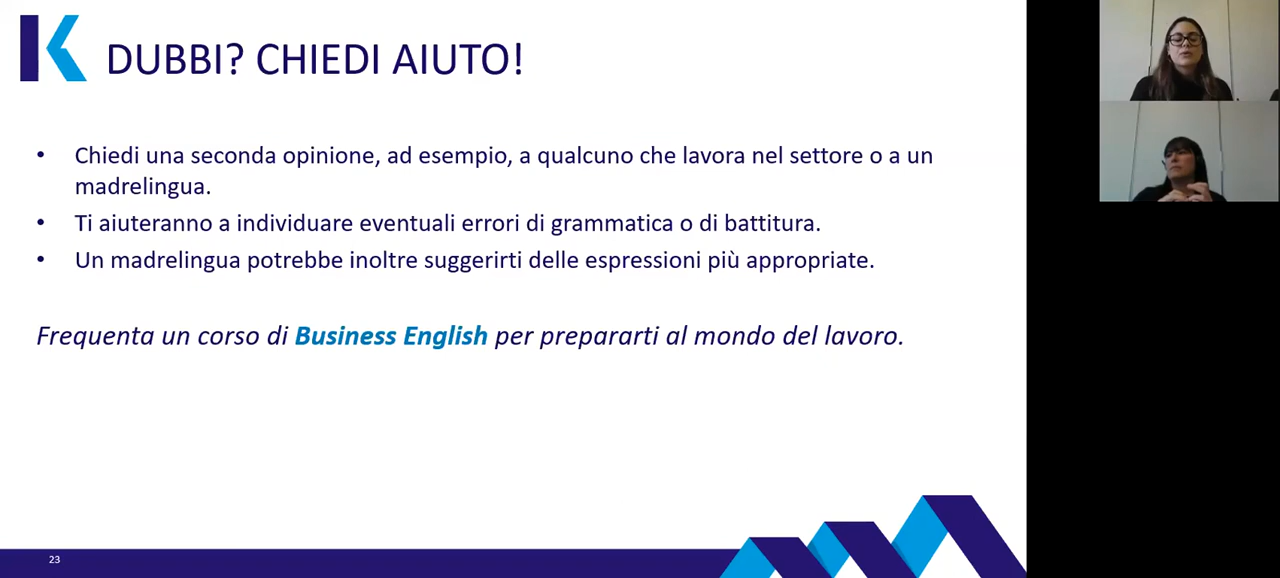 K DUBBI? CHIEDI AIUTO!
• Chiedi una seconda opinione, ad esempio, a qualcuno che lavora nel settore o a un
madrelingua.
• Ti aiuteranno a individuare eventuali errori di grammatica o di battitura.
• Un madrelingua potrebbe inoltre suggerirti delle espressioni più appropriate.
Frequenta un corso di Business English per prepararti al mondo del lavoro.
23